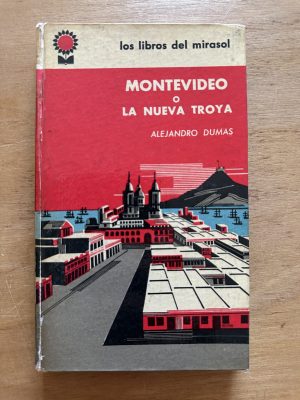 los libros del mirasol
MONTEVIDEO
o
LA NUEVA TROYA
ALEJANDRO DUMAS